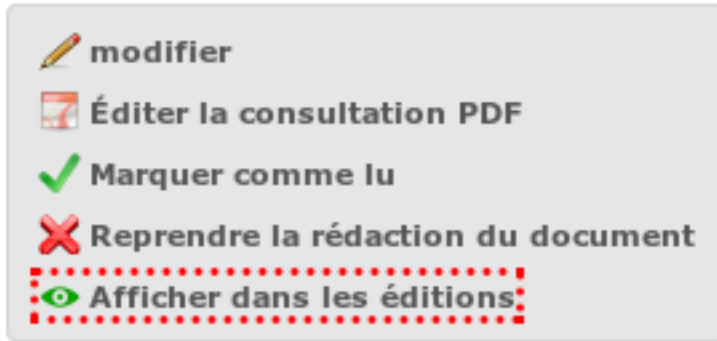 modifier
Éditer la consultation PDF
Marquer comme lu
Reprendre la rédaction du document
Afficher dans les éditions